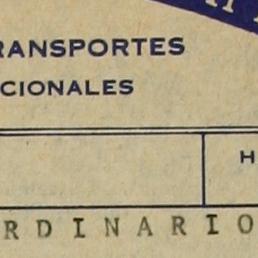 RANSPORTES
CIONALES
H
RDINARIO